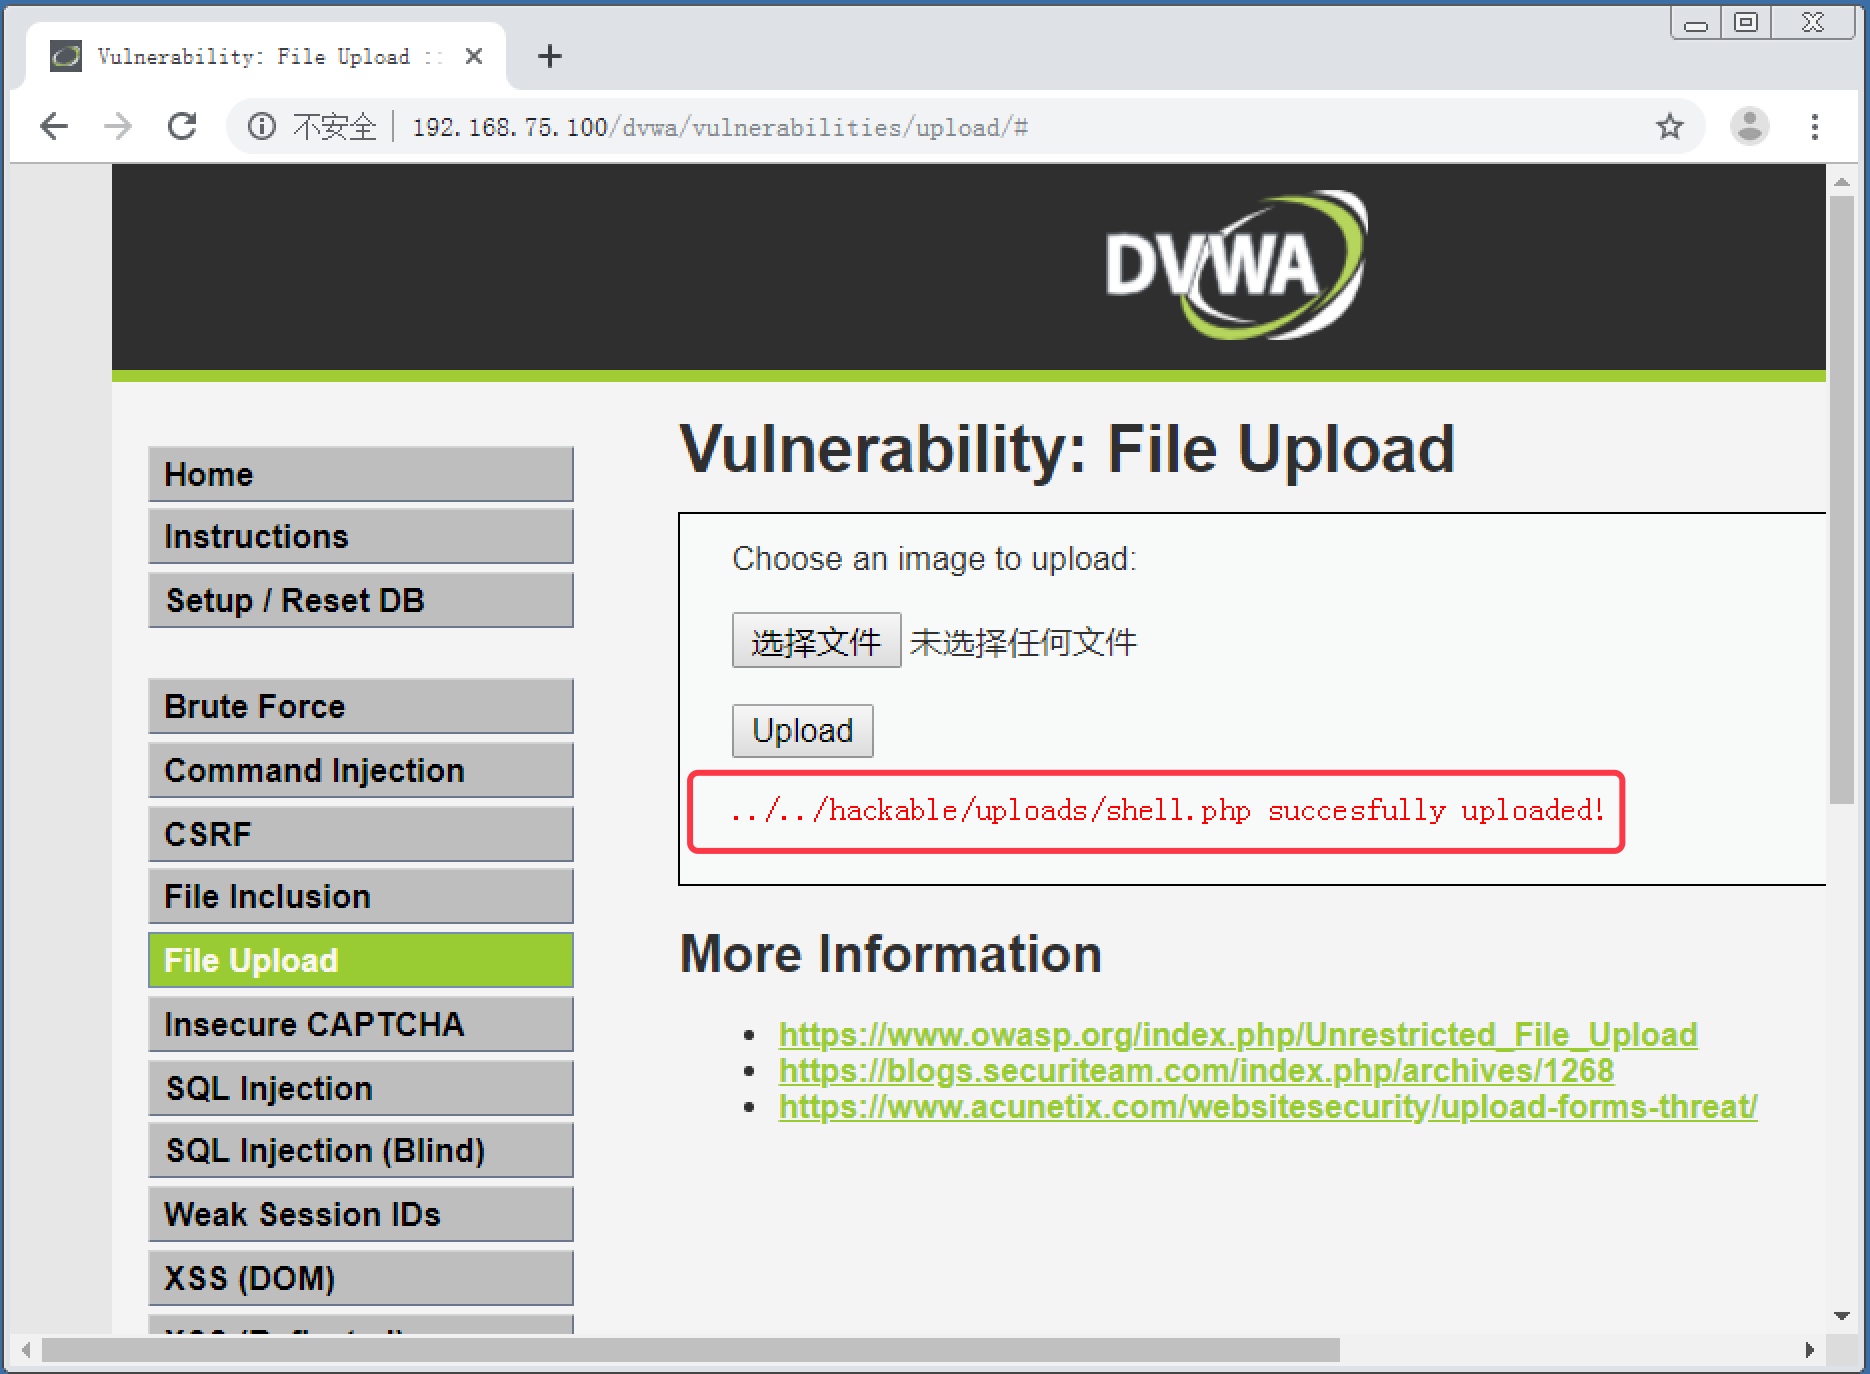 Vulnerability: File Upload ::
不安全 192.168.75.100/dvwa/vulnerabilities/upload/#
DVWA
Home
Instructions
Setup / Reset DB
Brute Force
Command Injection
CSRF
File Inclusion
File Upload
Insecure CAPTCHA
SQL Injection
SQL Injection (Blind)
Weak Session IDs
XSS (DOM)
Vulnerability: File Upload
Choose an image to upload:
选择文件 未选择任何文件
Upload
../../hackable/uploads/shell.php succesfully uploaded!
More Information
https://www.owasp.org/index.php/Unrestricted_File_Upload
https://blogs.securiteam.com/index.php/archives/1268
https://www.acunetix.com/websitesecurity/upload-forms-threat/